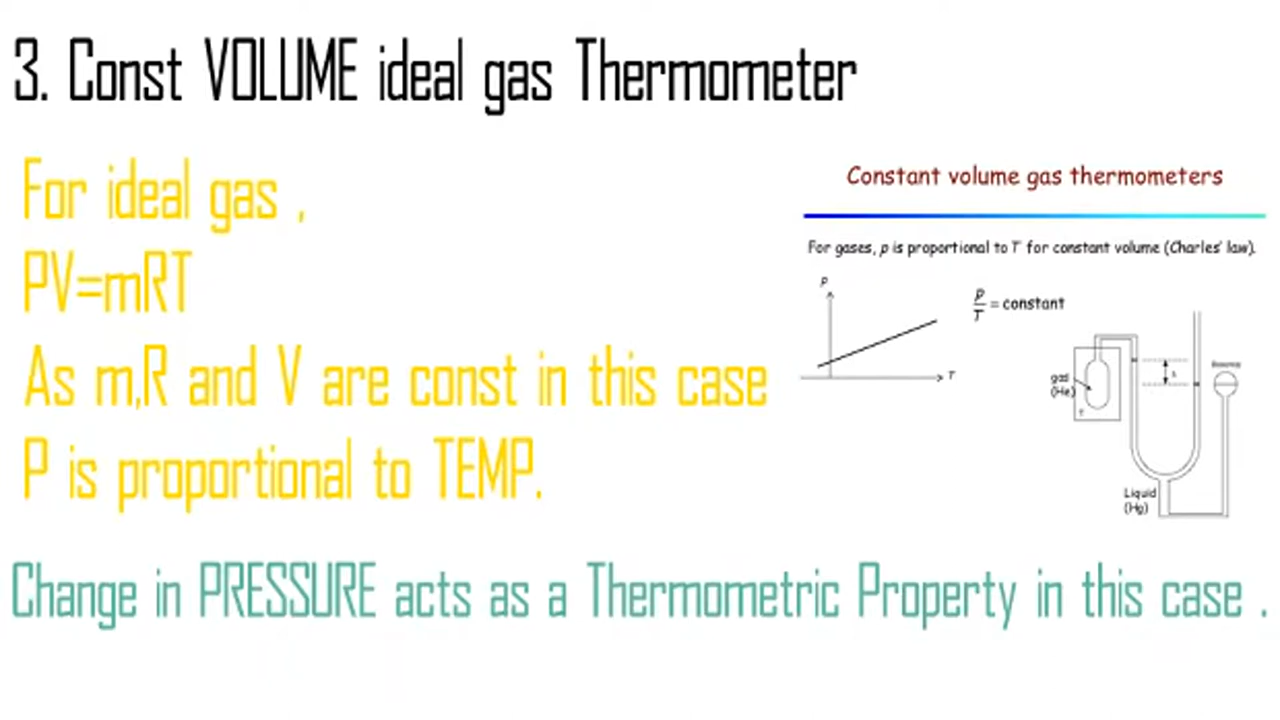 3. Const VOLUME ideal gas Thermometer
For ideal gas ,
PV=mRT
As m,R and V are const in this case
P is proportional to TEMP.
Constant volume gas thermometers
For gases, p is proportional to T for constant volume (Charles' law).
P
T
p
T = constant
gas
(He)
T
h
Liquid
(Hg)
Change in PRESSURE acts as a Thermometric Property in this case .